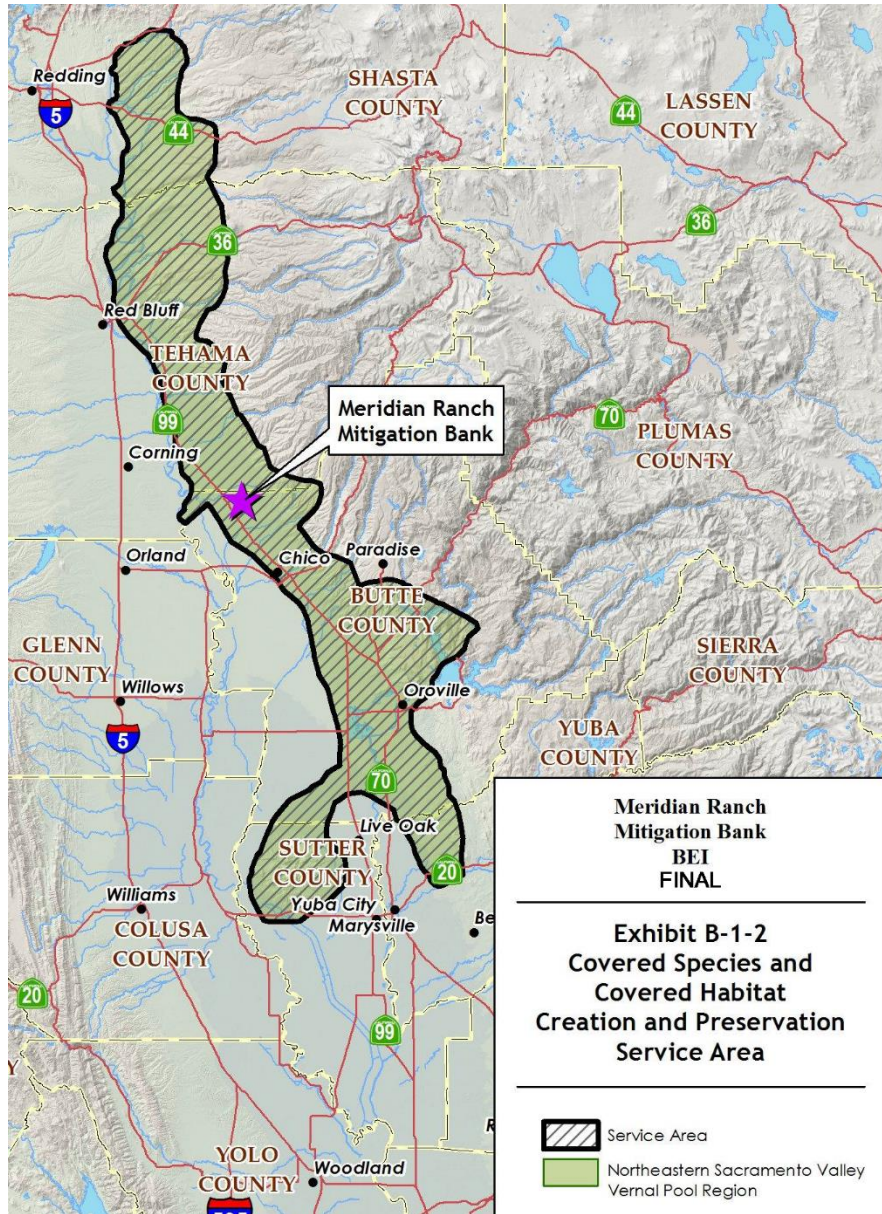 Redding
5
SHASTA
COUNTY
LASSEN
COUNTY
44
44
36
36
Red Bluff
TEHAMA
COUNTY
Meridian Ranch
Mitigation Bank
99
70
PLUMAS
COUNTY
Corning
Orland
Chico
Paradise
BUTTE
COUNTY
GLENN
COUNTY
SIERRA
COUNTY
Willows
Oroville
5
YUBA
COUNTY
70
Live Oak
SUTTER
COUNTY
20
Williams
Yuba City
Marysville
Be
COLUSA
COUNTY
20
99
Y
YOLO
COUNTY
Woodland
R
Meridian Ranch
Mitigation Bank
BEI
FINAL
Exhibit B-1-2
Covered Species and
Covered Habitat
Creation and Preservation
Service Area
Service Area
Northeastern Sacramento Valley
Vernal Pool Region